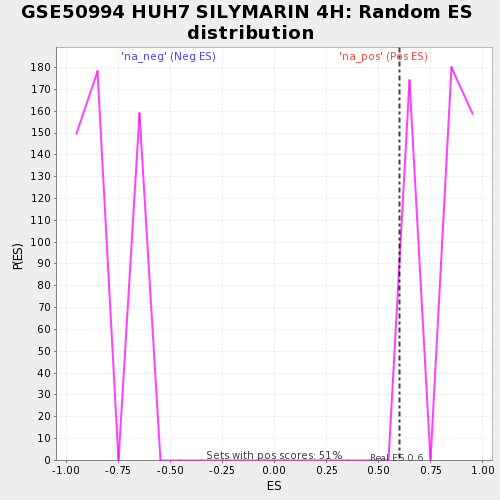 GSE50994 HUH7 SILYMARIN 4H: Random ES
distribution
'na_neg' (Neg ES)
'na_pos' (Pos ES)
180
170
160
150
140
130
120
110
100
90
80
70
60
50
40
30
20
10
0
P(ES)
Sets with pos scores: 51%
Real ES 0.6
-1.00 -0.75 -0.50 -0.25 0.00 0.25 0.50 0.75 1.00
ES